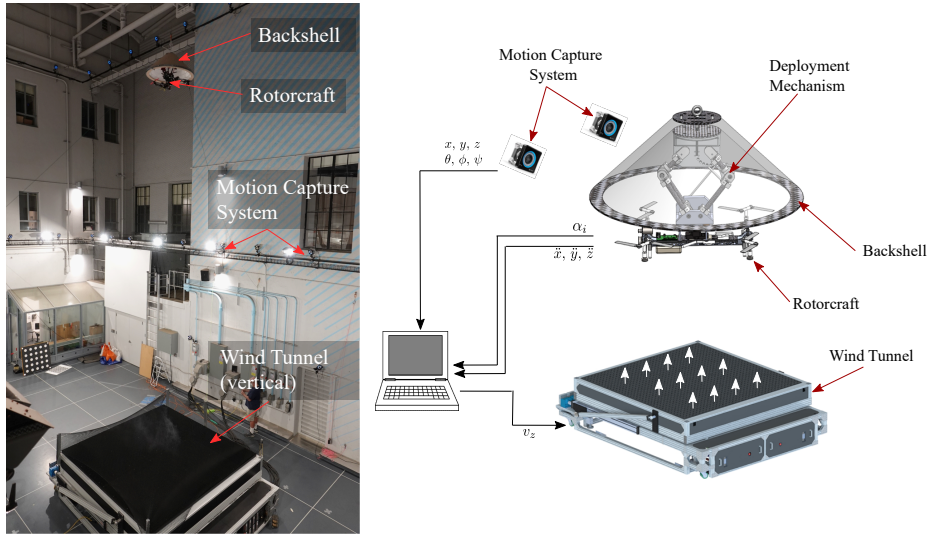 Backshell
Rotorcraft
Motion Capture
System
Wind Tunnel
(vertical)
Motion Capture
System
Deployment
Mechanism
x, y, z
θ, ϕ, ψ
α_i
ẍ, ÿ, z̈
Backshell
Rotorcraft
Wind Tunnel
v_z